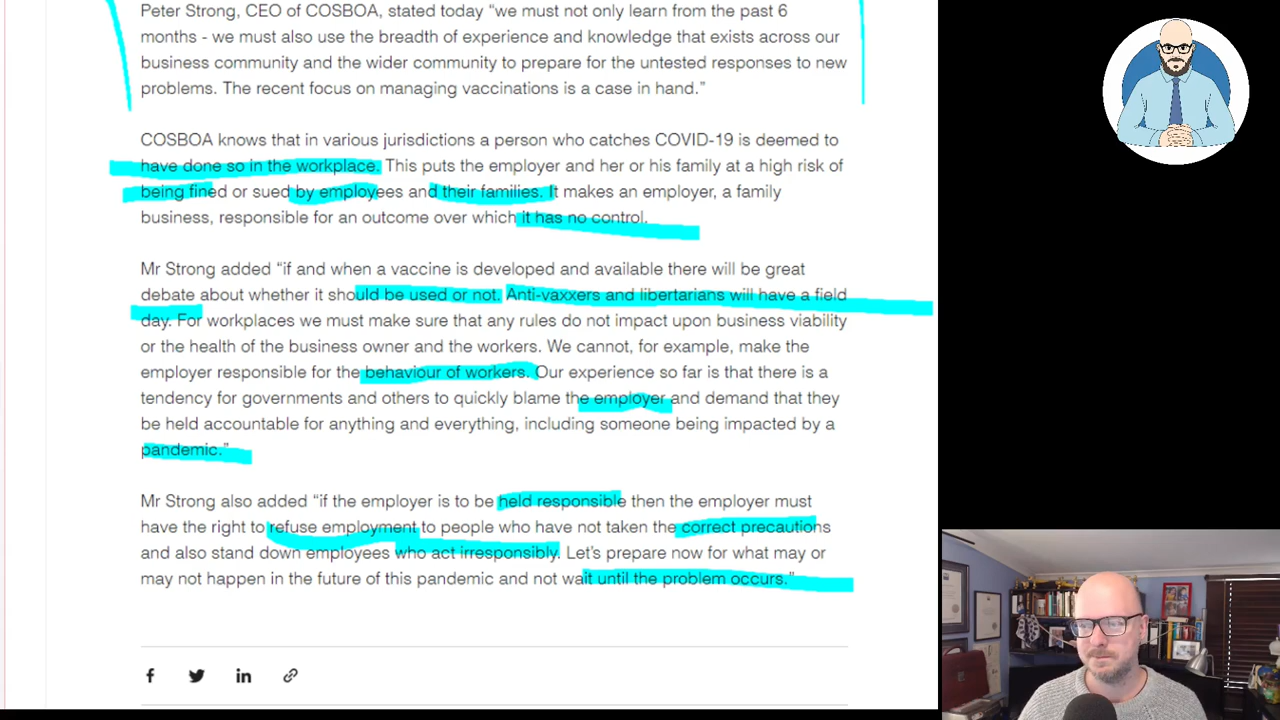 Peter Strong, CEO of COSBOA, stated today “we must not only learn from the past 6
months - we must also use the breadth of experience and knowledge that exists across our
business community and the wider community to prepare for the untested responses to new
problems. The recent focus on managing vaccinations is a case in hand.”
COSBOA knows that in various jurisdictions a person who catches COVID-19 is deemed to
have done so in the workplace. This puts the employer and her or his family at a high risk of
being fined or sued by employees and their families. It makes an employer, a family
business, responsible for an outcome over which it has no control.
Mr Strong added “if and when a vaccine is developed and available there will be great
debate about whether it should be used or not. Anti-vaxxers and libertarians will have a field
day. For workplaces we must make sure that any rules do not impact upon business viability
or the health of the business owner and the workers. We cannot, for example, make the
employer responsible for the behaviour of workers. Our experience so far is that there is a
tendency for governments and others to quickly blame the employer and demand that they
be held accountable for anything and everything, including someone being impacted by a
pandemic.”
Mr Strong also added “if the employer is to be held responsible then the employer must
have the right to refuse employment to people who have not taken the correct precautions
and also stand down employees who act irresponsibly. Let’s prepare now for what may or
may not happen in the future of this pandemic and not wait until the problem occurs.”